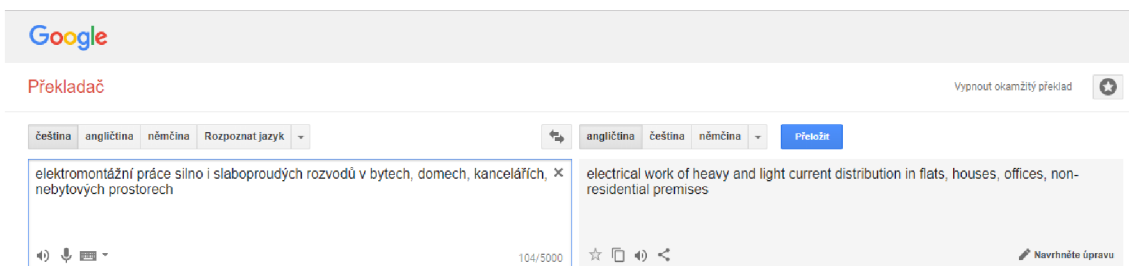 Google
Překladač
Vypnout okamžitý překlad
čeština angličtina němčina Rozpoznat jazyk
angličtina čeština němčina Přeložit
elektromontážní práce silno i slaboproudých rozvodů v bytech, domech, kancelářích,
nebytových prostorech
104/5000
electrical work of heavy and light current distribution in flats, houses, offices, non-
residential premises
Navrhněte úpravu